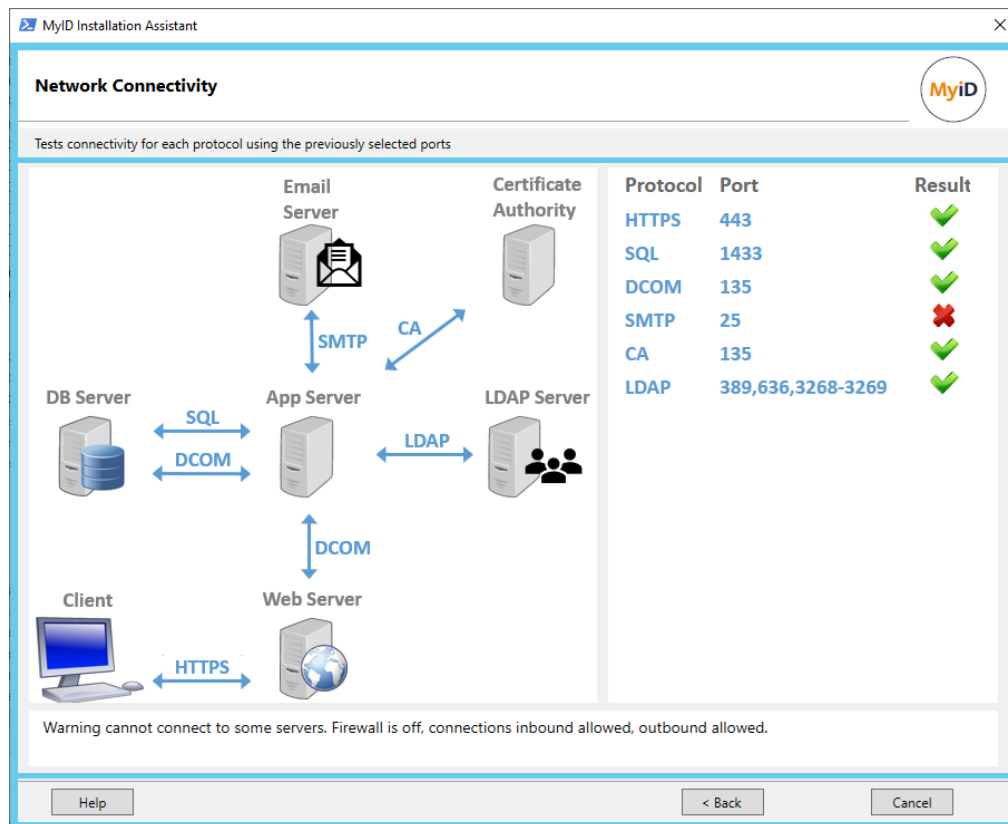 MyID Installation Assistant
Network Connectivity
MyiD
Tests connectivity for each protocol using the previously selected ports
Email
Server
Certificate
Authority
SMTP
CA
DB Server
App Server
LDAP Server
SQL
DCOM
LDAP
DCOM
Client
Web Server
HTTPS
Protocol Port Result
HTTPS 443
SQL 1433
DCOM 135
SMTP 25
CA 135
LDAP 389,636,3268-3269
Warning cannot connect to some servers. Firewall is off, connections inbound allowed, outbound allowed.
Help
< Back
Cancel